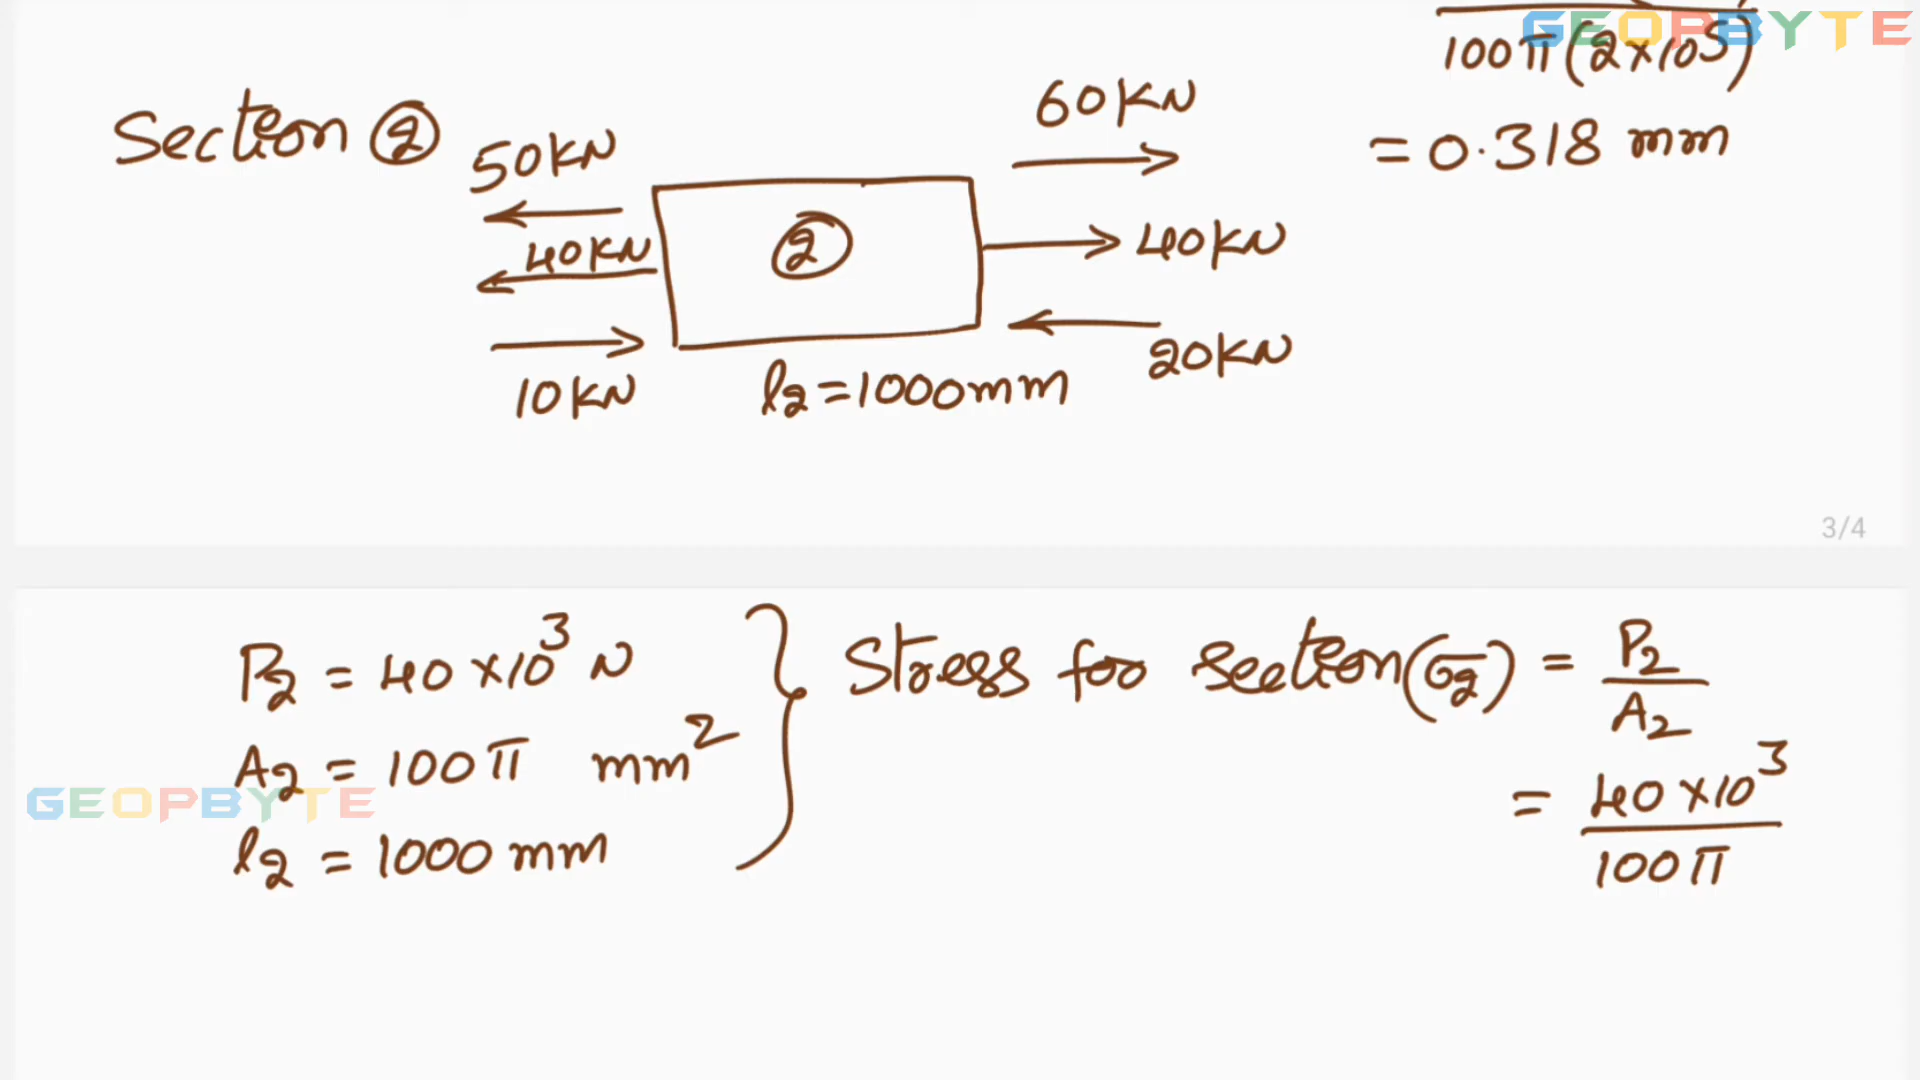 GEOPBYTE
100π(2×10⁵)
= 0.318 mm
Section ②
50KN
60KN
40KN
②
40KN
10KN
20KN
l₂=1000mm
3/4
P₂ = 40×10³ N
Stress for Section(σ₂) = P₂/A₂
A₂ = 100π mm²
= 40×10³/100π
GEOPBYTE
l₂ = 1000 mm